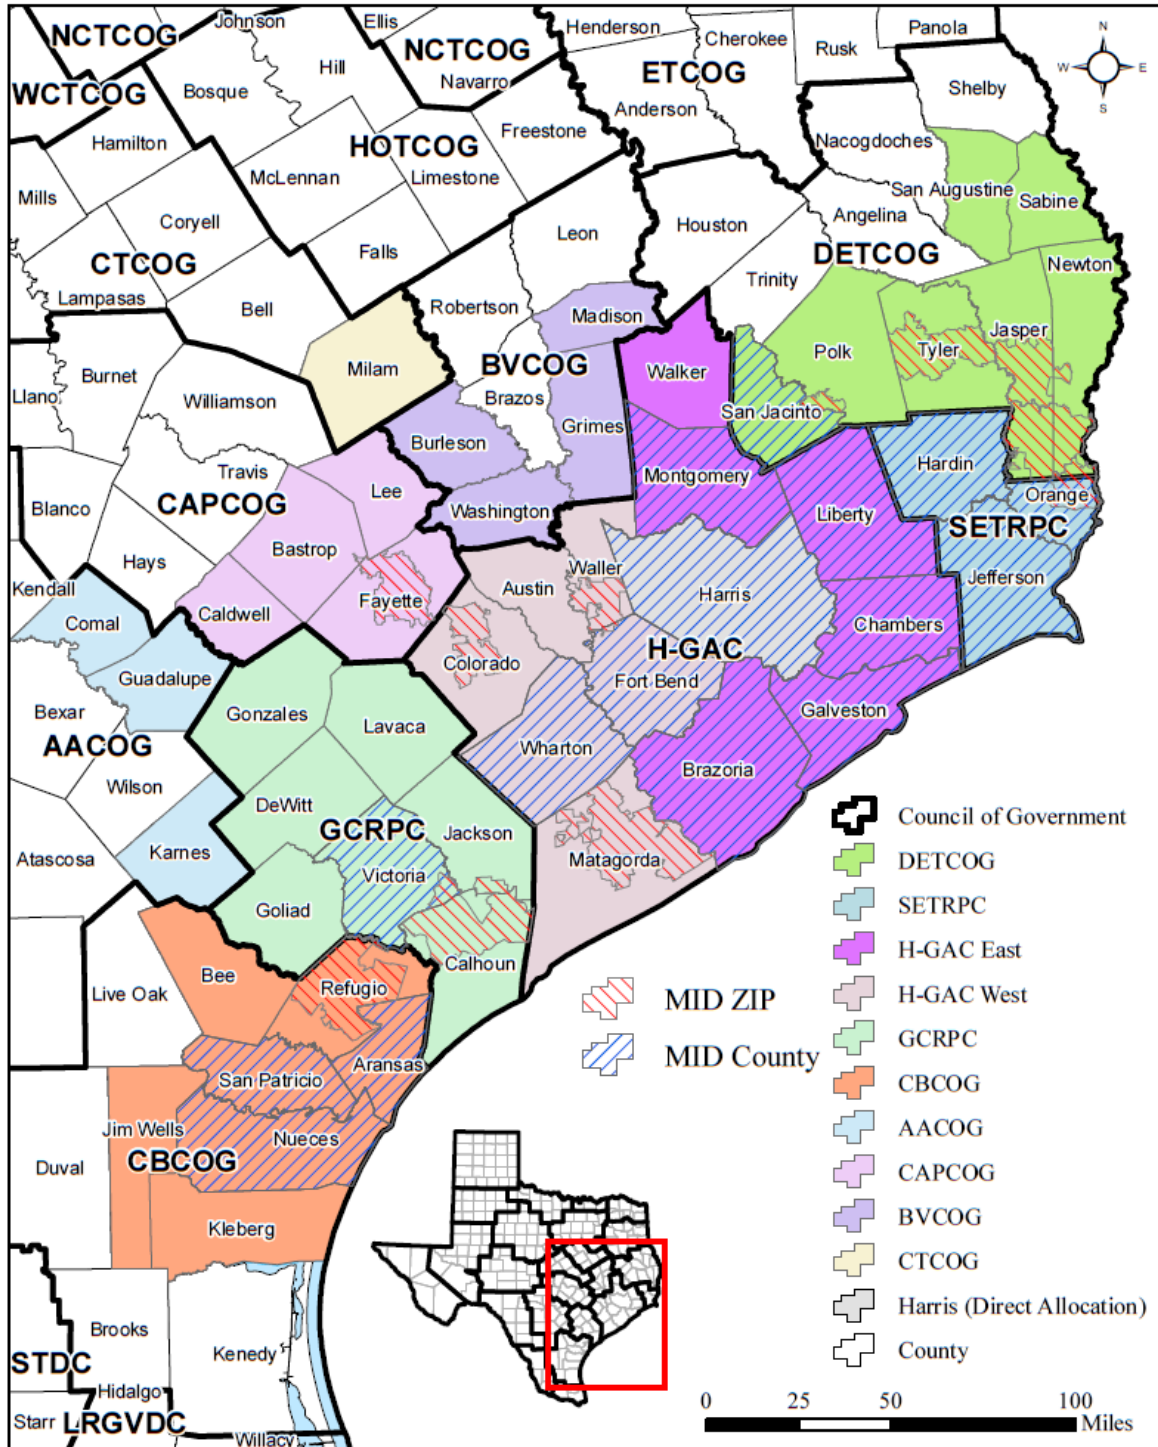 Johnson
Ellis
Henderson
Cherokee
Panola
NCTCOG
NCTCOG
Rusk
N
W
E
S
Hill
Navarro
ETCOG
WCTCOG
Bosque
Shelby
Anderson
Hamilton
HOTCOG
Freestone
Nacogdoches
McLennan
Limestone
Mills
San Augustine
Sabine
Coryell
Leon
Houston
Angelina
Falls
CTCOG
DETCOG
Newton
Lampasas
Bell
Robertson
Trinity
Madison
Jasper
Milam
BVCOG
Polk
Tyler
Burnet
Walker
Llano
Williamson
Brazos
San Jacinto
Burleson
Grimes
Travis
Montgomery
Hardin
Lee
Orange
Blanco
CAPCOG
Washington
Liberty
SETRPC
Bastrop
Hays
Waller
Jefferson
Kendall
Austin
Harris
Fayette
Comal
Caldwell
Chambers
H-GAC
Colorado
Guadalupe
Fort Bend
Bexar
Gonzales
Lavaca
Galveston
AACOG
Wharton
Brazoria
Wilson
DeWitt
GCRPC
Jackson
Karnes
Matagorda
Atascosa
Victoria
Goliad
Calhoun
Bee
Refugio
Live Oak
Aransas
San Patricio
Jim Wells
Nueces
Duval
CBCOG
Kleberg
Brooks
Kenedy
STDC
Hidalgo
Starr
LRGVDC
Willacy
MID ZIP
MID County
Council of Government
DETCOG
SETRPC
H-GAC East
H-GAC West
GCRPC
CBCOG
AACOG
CAPCOG
BVCOG
CTCOG
Harris (Direct Allocation)
County
0 25 50 100
Miles